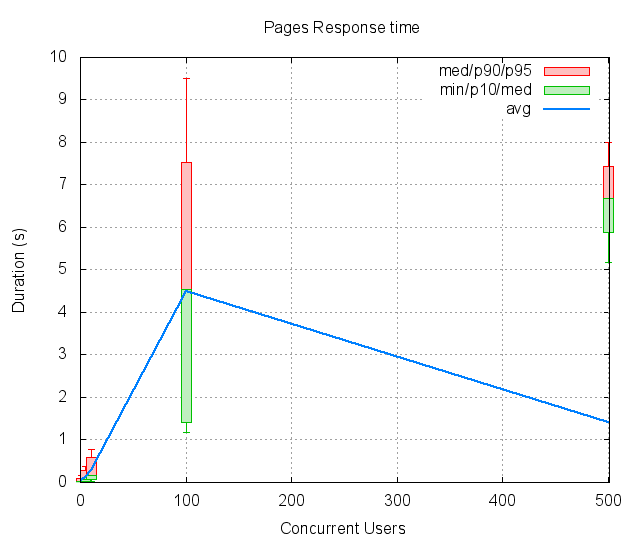 Pages Response time
10
9
8
7
6
5
4
3
2
1
0
Duration (s)
med/p90/p95
min/p10/med
avg
0 100 200 300 400 500
Concurrent Users